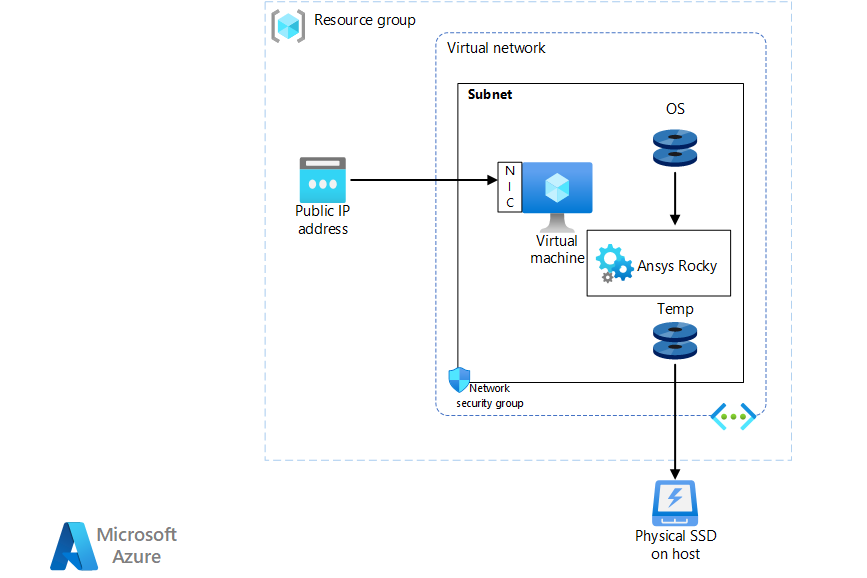 Resource group
Virtual network
Subnet
OS
N
I
C
Public IP
address
Virtual
machine
Ansys Rocky
Temp
Network
security group
Physical SSD
on host
Microsoft
Azure